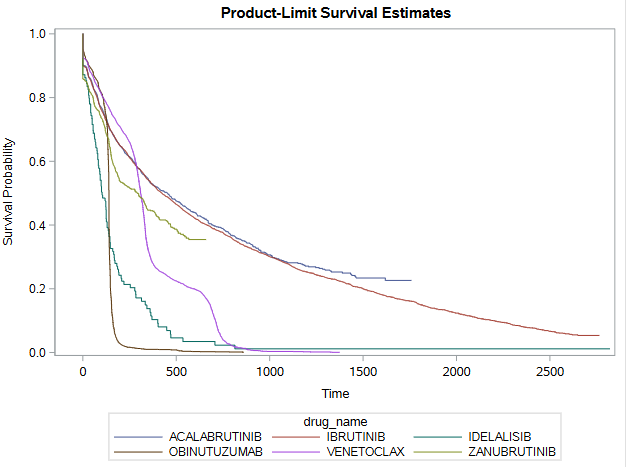 Product-Limit Survival Estimates
1.0
0.8
0.6
0.4
0.2
0.0
Survival Probability
0 500 1000 1500 2000 2500
Time
drug_name
ACALABRUTINIB IBRUTINIB IDELALISIB
OBINUTUZUMAB VENETOCLAX ZANUBRUTINIB